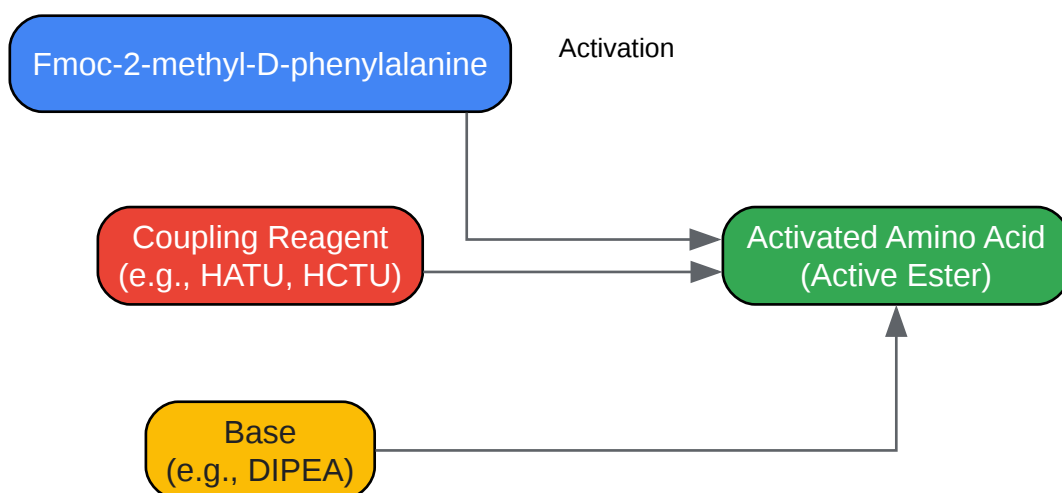 Fmoc-2-methyl-D-phenylalanine
Activation
Coupling Reagent
(e.g., HATU, HCTU)
Activated Amino Acid
(Active Ester)
Base
(e.g., DIPEA)